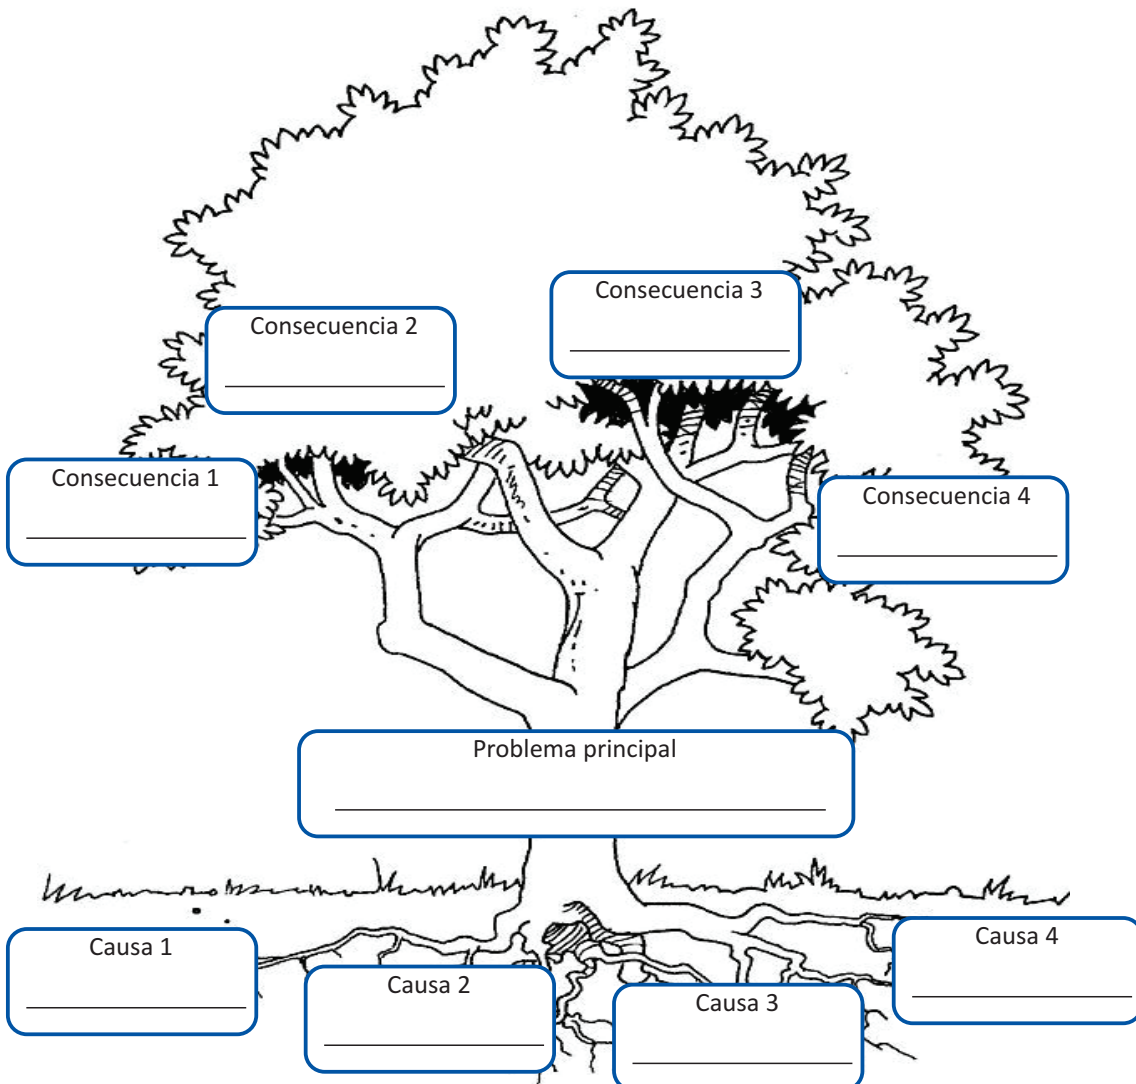 Consecuencia 3
Consecuencia 2
Consecuencia 1
Consecuencia 4
Problema principal
Causa 1
Causa 4
Causa 2
Causa 3